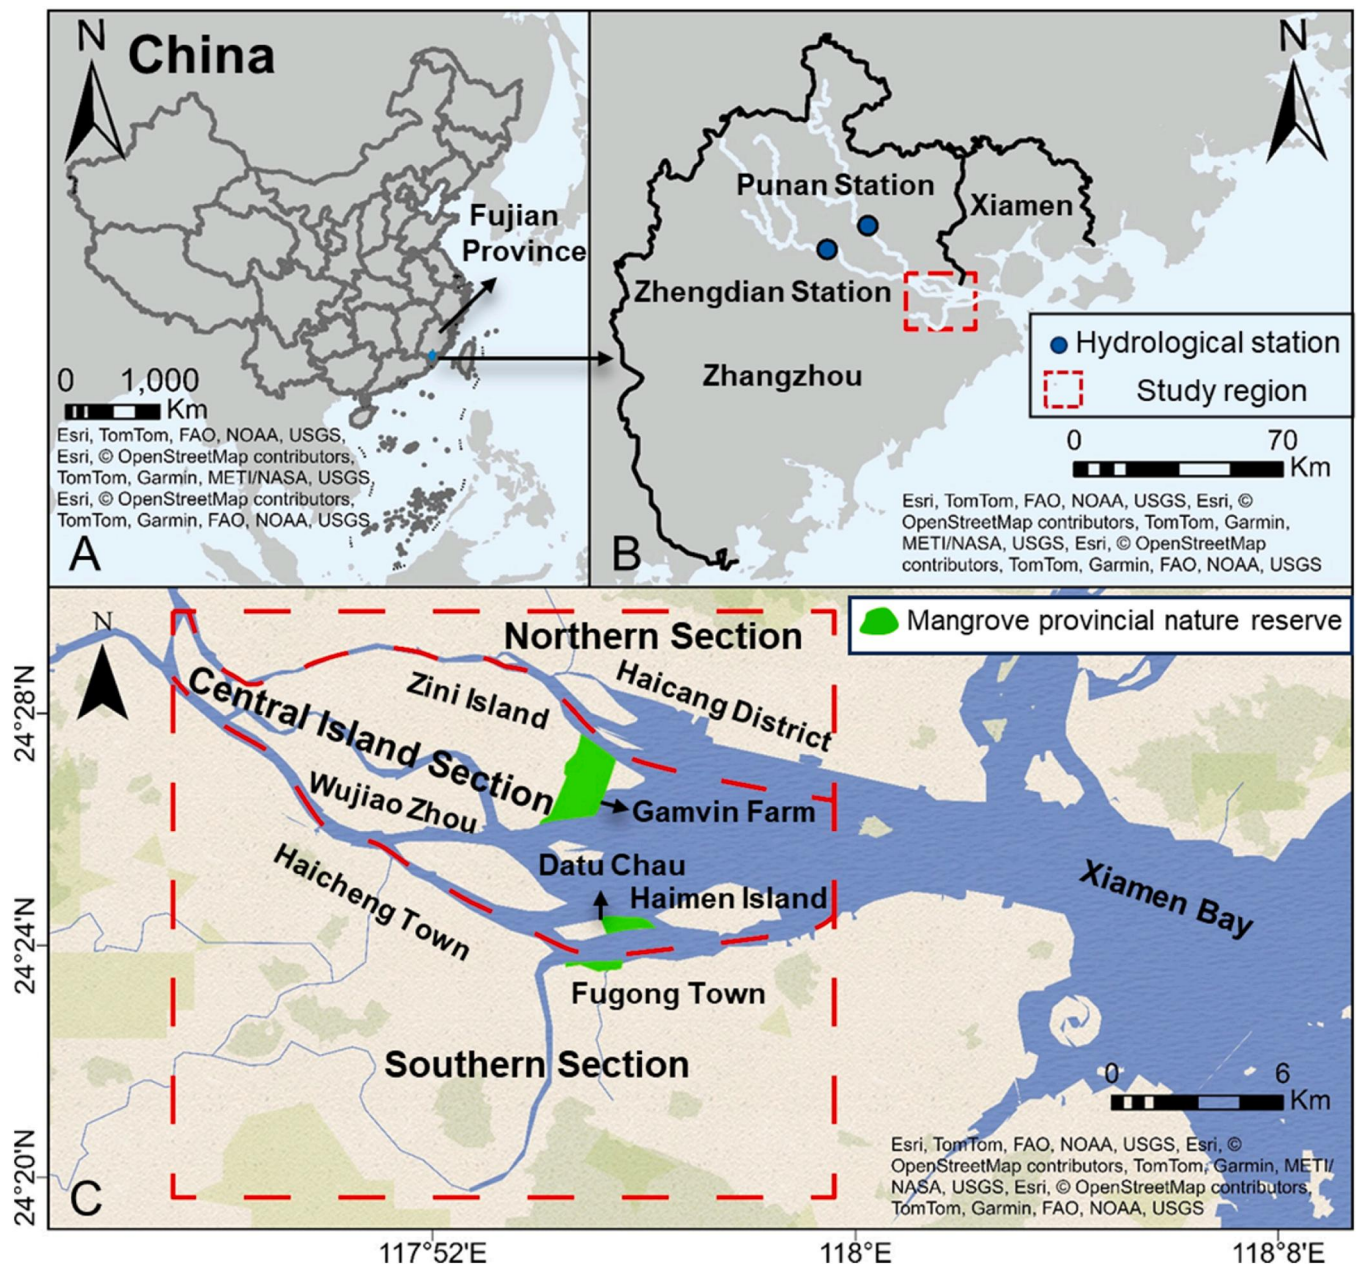 N
China
Fujian
Province
0 1,000
Km
Esri, TomTom, FAO, NOAA, USGS,
Esri, © OpenStreetMap contributors,
TomTom, Garmin, METI/NASA, USGS,
Esri, © OpenStreetMap contributors,
TomTom, Garmin, FAO, NOAA, USGS
A
N
Punan Station
Xiamen
Zhengdian Station
Zhangzhou
Hydrological station
Study region
0 70
Km
Esri, TomTom, FAO, NOAA, USGS, Esri, ©
OpenStreetMap contributors, TomTom, Garmin,
METI/NASA, USGS, Esri, © OpenStreetMap
contributors, TomTom, Garmin, FAO, NOAA, USGS
B
N
Mangrove provincial nature reserve
Northern Section
Haicang District
Zini Island
Central Island Section
Wujiao Zhou
Gamvin Farm
Datu Chau
Haimen Island
Haicheng Town
Xiamen Bay
Fugong Town
Southern Section
0 6
Km
Esri, TomTom, FAO, NOAA, USGS, Esri, ©
OpenStreetMap contributors, TomTom, Garmin, METI/
NASA, USGS, Esri, © OpenStreetMap contributors,
TomTom, Garmin, FAO, NOAA, USGS
C
24°28'N
24°24'N
24°20'N
117°52'E
118°E
118°8'E